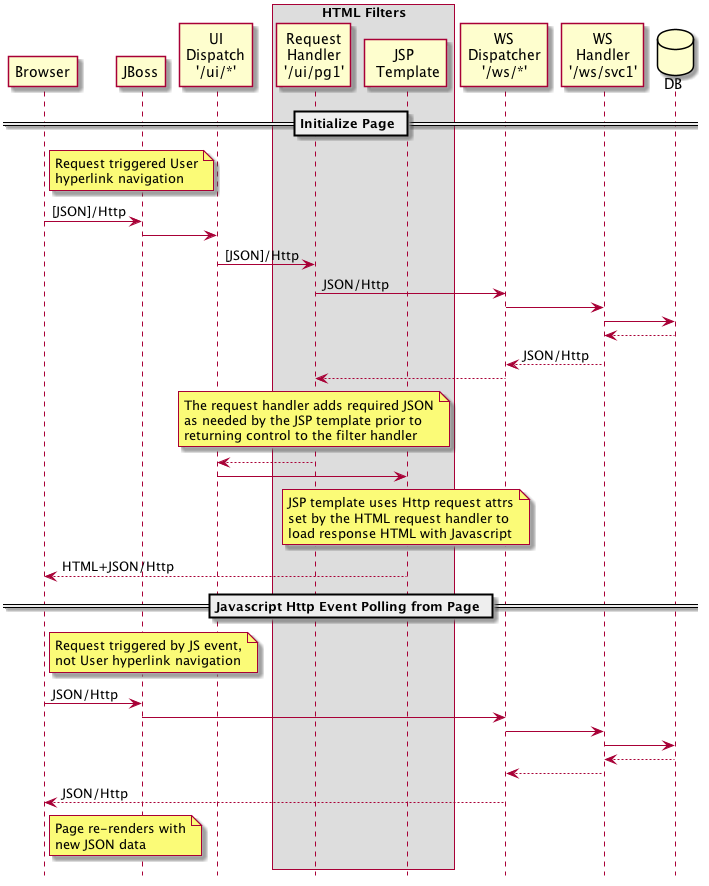 HTML Filters
Browser
JBoss
UI
Dispatch
'/ui/*'
Request
Handler
'/ui/pg1'
JSP
Template
WS
Dispatcher
'/ws/*'
WS
Handler
'/ws/svc1'
DB
Initialize Page
Request triggered User
hyperlink navigation
[JSON]/Http
[JSON]/Http
JSON/Http
JSON/Http
The request handler adds required JSON
as needed by the JSP template prior to
returning control to the filter handler
JSP template uses Http request attrs
set by the HTML request handler to
load response HTML with Javascript
HTML+JSON/Http
Javascript Http Event Polling from Page
Request triggered by JS event,
not User hyperlink navigation
JSON/Http
JSON/Http
Page re-renders with
new JSON data